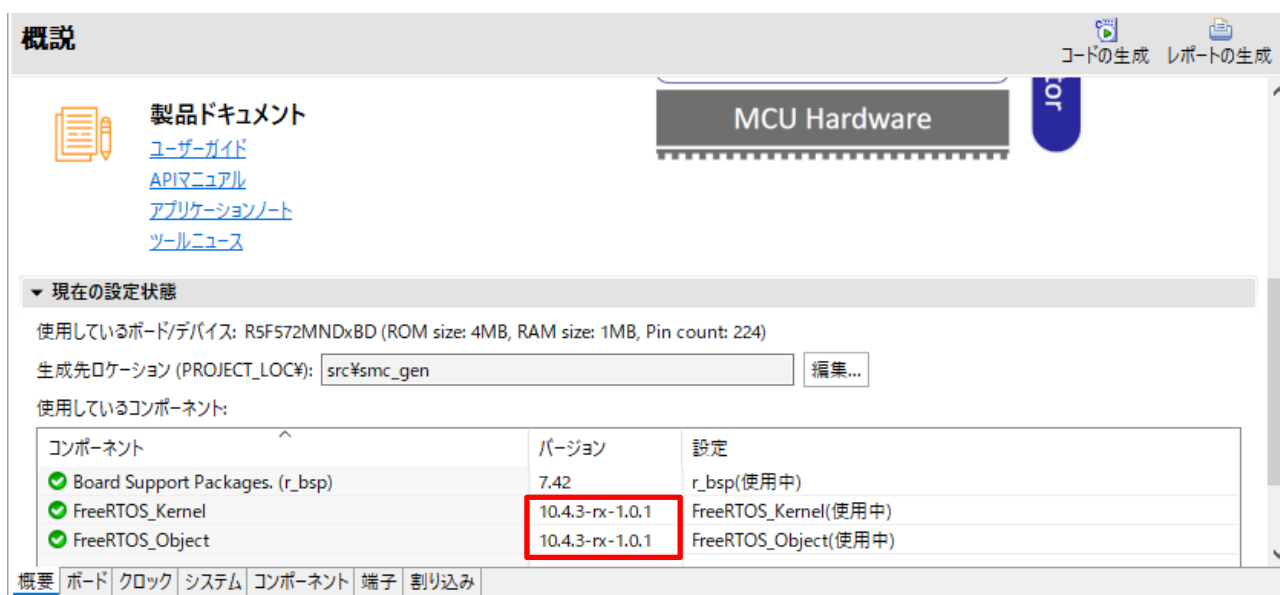 概説
コードの生成 レポートの生成
製品ドキュメント
ユーザーガイド
APIマニュアル
アプリケーションノート
ツールニュース
MCU Hardware
tor
現在の設定状態
使用しているボード/デバイス: R5F572MNDxBD (ROM size: 4MB, RAM size: 1MB, Pin count: 224)
生成先ロケーション (PROJECT_LOC¥): src¥smc_gen 編集...
使用しているコンポーネント:
コンポーネント バージョン 設定
Board Support Packages. (r_bsp) 7.42 r_bsp(使用中)
FreeRTOS_Kernel 10.4.3-rx-1.0.1 FreeRTOS_Kernel(使用中)
FreeRTOS_Object 10.4.3-rx-1.0.1 FreeRTOS_Object(使用中)
概要 ボード クロック システム コンポーネント 端子 割り込み